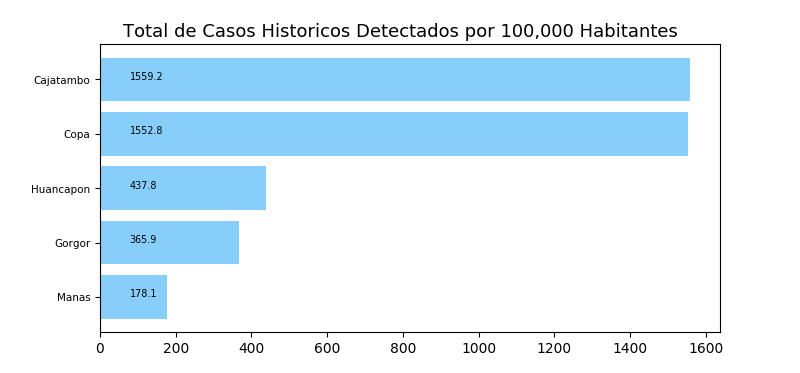 Total de Casos Historicos Detectados por 100,000 Habitantes
Cajatambo 1559.2
Copa 1552.8
Huancapon 437.8
Gorgor 365.9
Manas 178.1
0 200 400 600 800 1000 1200 1400 1600